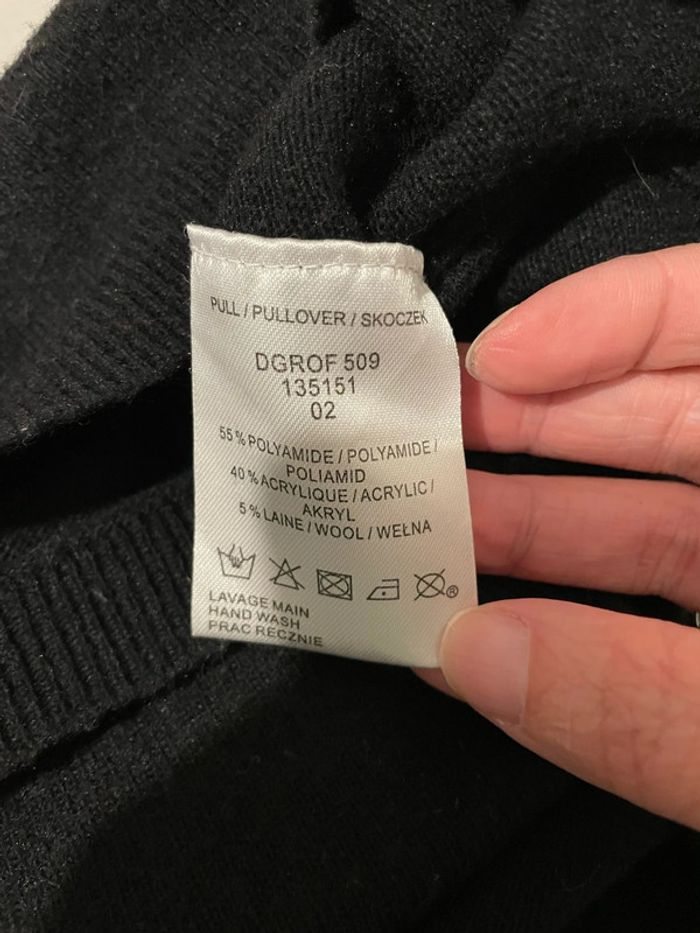 PULL / PULLOVER / SKOCZEK
DGROF 509
135151
02
55 % POLYAMIDE / POLYAMIDE /
POLIAMID
40 % ACRYLIQUE / ACRYLIC /
AKRYL
5 % LAINE / WOOL / WEŁNA
®
LAVAGE MAIN
HAND WASH
PRAC RECZNIE